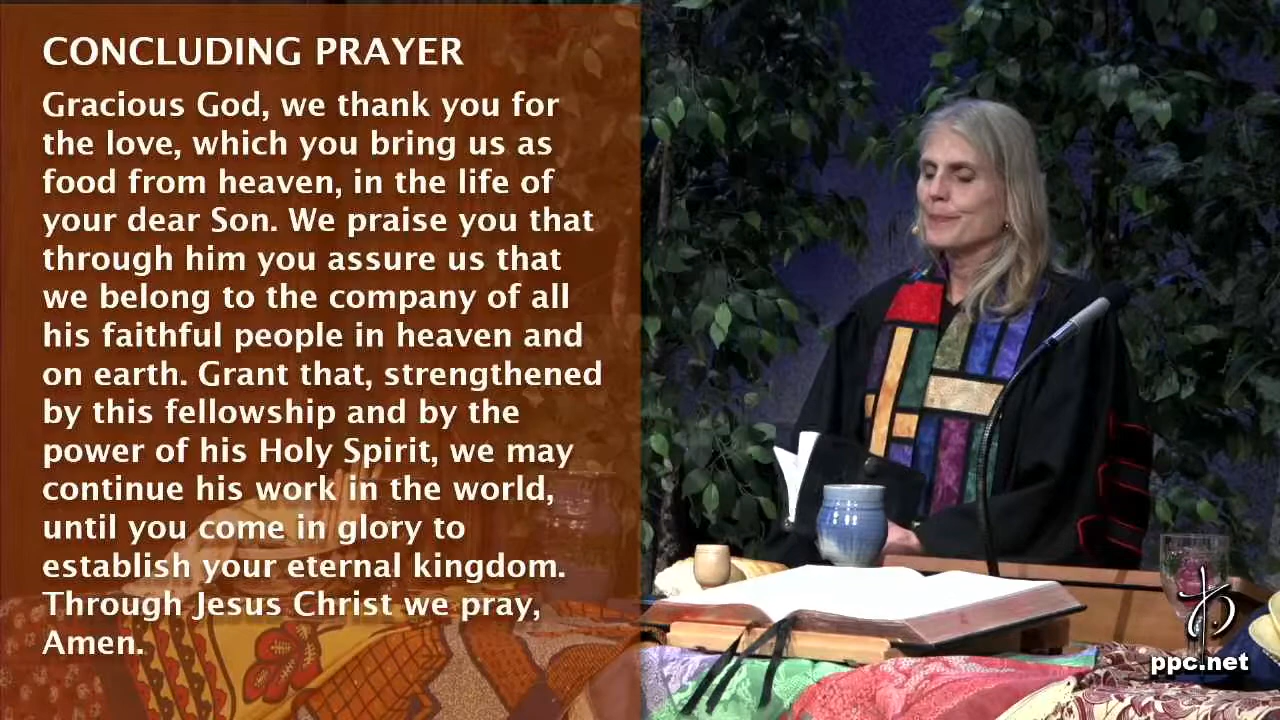 CONCLUDING PRAYER
Gracious God, we thank you for
the love, which you bring us as
food from heaven, in the life of
your dear Son. We praise you that
through him you assure us that
we belong to the company of all
his faithful people in heaven and
on earth. Grant that, strengthened
by this fellowship and by the
power of his Holy Spirit, we may
continue his work in the world,
until you come in glory to
establish your eternal kingdom.
Through Jesus Christ we pray,
Amen.
ppc.net